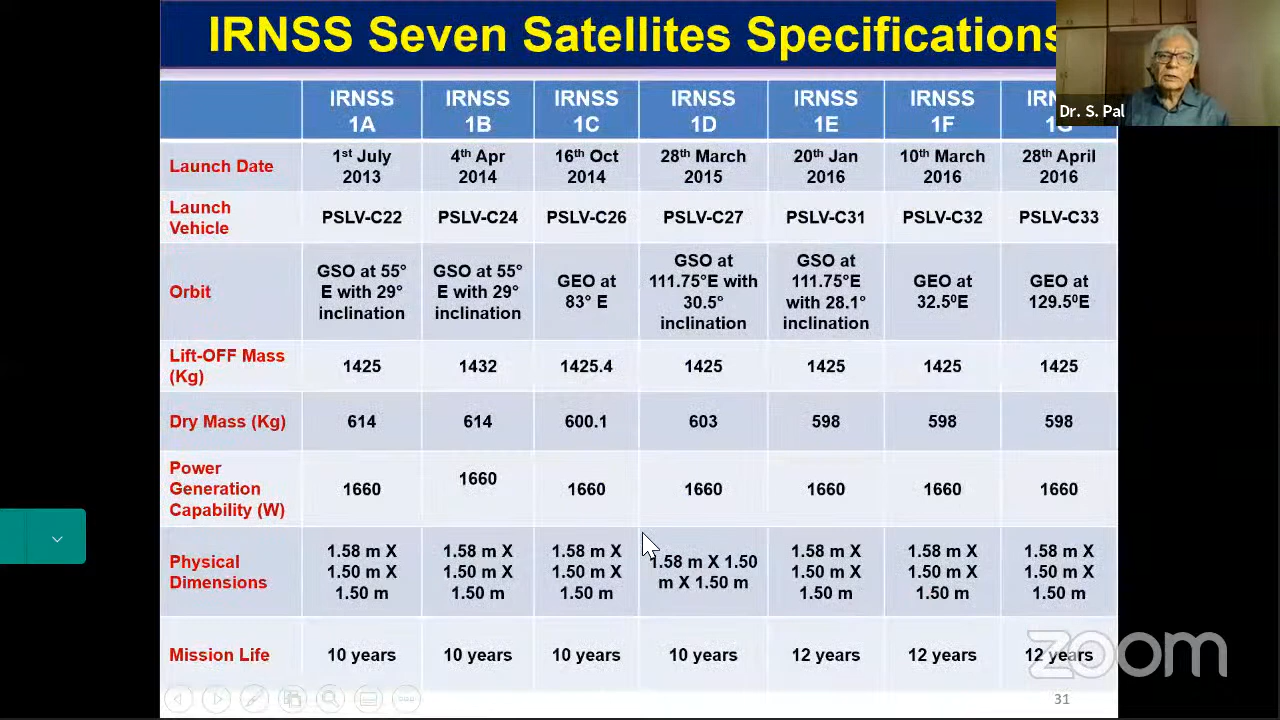 IRNSS Seven Satellites Specifications
Dr. S. Pal
IRNSS 1A
IRNSS 1B
IRNSS 1C
IRNSS 1D
IRNSS 1E
IRNSS 1F
1G
Launch Date
1st July 2013
4th Apr 2014
16th Oct 2014
28th March 2015
20th Jan 2016
10th March 2016
28th April 2016
Launch Vehicle
PSLV-C22
PSLV-C24
PSLV-C26
PSLV-C27
PSLV-C31
PSLV-C32
PSLV-C33
Orbit
GSO at 55° E with 29° inclination
GSO at 55° E with 29° inclination
GEO at 83° E
GSO at 111.75°E with 30.5° inclination
GSO at 111.75°E with 28.1° inclination
GEO at 32.5⁰E
GEO at 129.5⁰E
Lift-OFF Mass (Kg)
1425
1432
1425.4
1425
1425
1425
1425
Dry Mass (Kg)
614
614
600.1
603
598
598
598
Power Generation Capability (W)
1660
1660
1660
1660
1660
1660
1660
Physical Dimensions
1.58 m X 1.50 m X 1.50 m
1.58 m X 1.50 m X 1.50 m
1.58 m X 1.50 m X 1.50 m
1.58 m X 1.50 m X 1.50 m
1.58 m X 1.50 m X 1.50 m
1.58 m X 1.50 m X 1.50 m
1.58 m X 1.50 m X 1.50 m
Mission Life
10 years
10 years
10 years
10 years
12 years
12 years
12 years
zoom
31